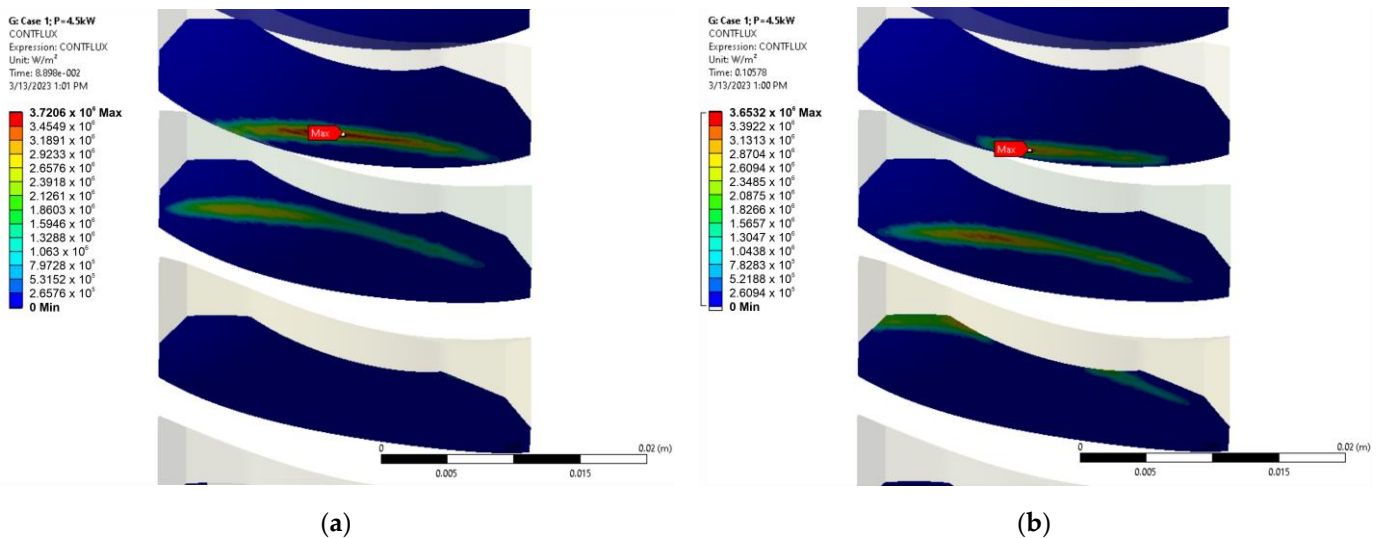 G: Case 1; P=4.5kW
CONTFLUX
Expression: CONTFLUX
Unit: W/m²
Time: 8.898e-002
3/13/2023 1:01 PM
3.7206 x 10⁶ Max
3.4549 x 10⁶
3.1891 x 10⁶
2.9233 x 10⁶
2.6576 x 10⁶
2.3918 x 10⁶
2.1261 x 10⁶
1.8603 x 10⁶
1.5946 x 10⁶
1.3288 x 10⁶
1.063 x 10⁶
7.9728 x 10⁵
5.3152 x 10⁵
2.6576 x 10⁵
0 Min
Max
0
0.02 (m)
0.005
0.015
(a)
G: Case 1; P=4.5kW
CONTFLUX
Expression: CONTFLUX
Unit: W/m²
Time: 0.10578
3/13/2023 1:00 PM
3.6532 x 10⁶ Max
3.3922 x 10⁶
3.1313 x 10⁶
2.8704 x 10⁶
2.6094 x 10⁶
2.3485 x 10⁶
2.0875 x 10⁶
1.8266 x 10⁶
1.5657 x 10⁶
1.3047 x 10⁶
1.0438 x 10⁶
7.8283 x 10⁵
5.2188 x 10⁵
2.6094 x 10⁵
0 Min
Max
0
0.02 (m)
0.005
0.015
(b)